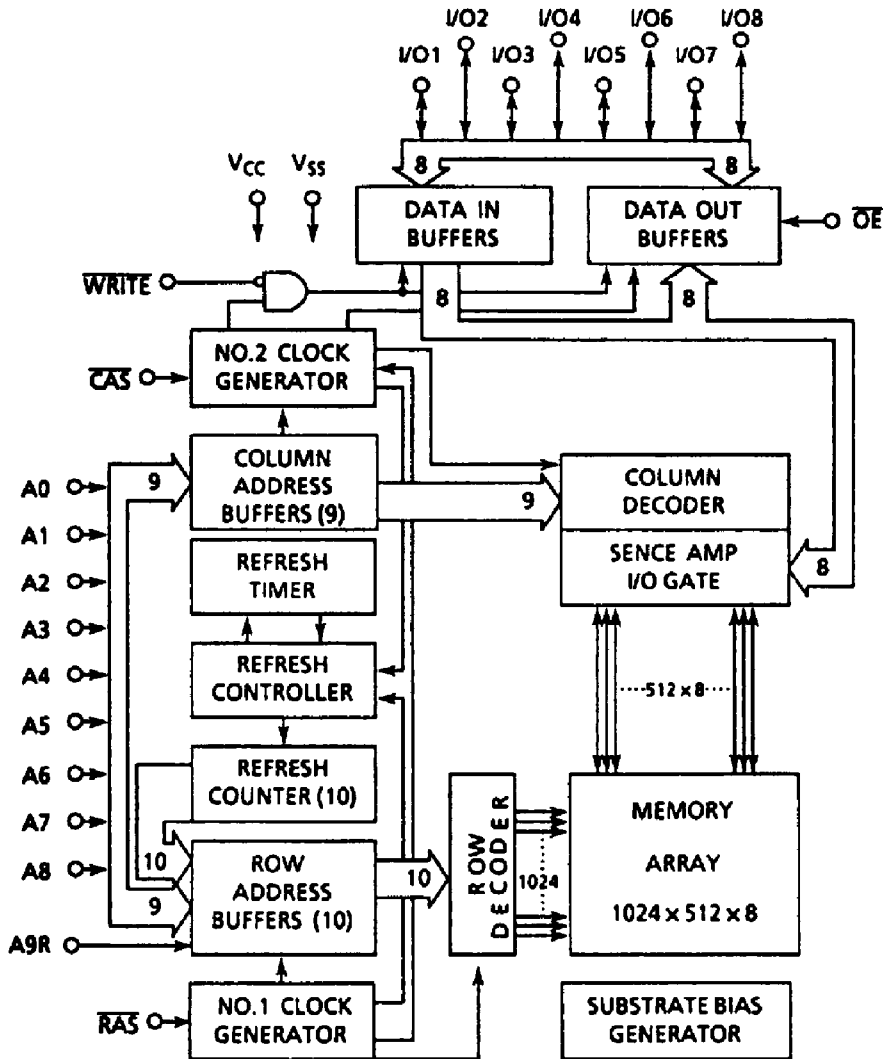 I/O2 I/O4 I/O6 I/O8
I/O1 I/O3 I/O5 I/O7
VCC VSS
8 8
DATA IN
BUFFERS
DATA OUT
BUFFERS
OE
WRITE
8 8
NO.2 CLOCK
GENERATOR
CAS
COLUMN
ADDRESS
BUFFERS (9)
9
9
COLUMN
DECODER
SENCE AMP
I/O GATE
8
A0
A1
A2
A3
A4
A5
A6
A7
A8
A9R
REFRESH
TIMER
REFRESH
CONTROLLER
REFRESH
COUNTER (10)
10
9
ROW
ADDRESS
BUFFERS (10)
10
ROW
DECODER
1024
512 x 8
MEMORY
ARRAY
1024 x 512 x 8
RAS
NO.1 CLOCK
GENERATOR
SUBSTRATE BIAS
GENERATOR